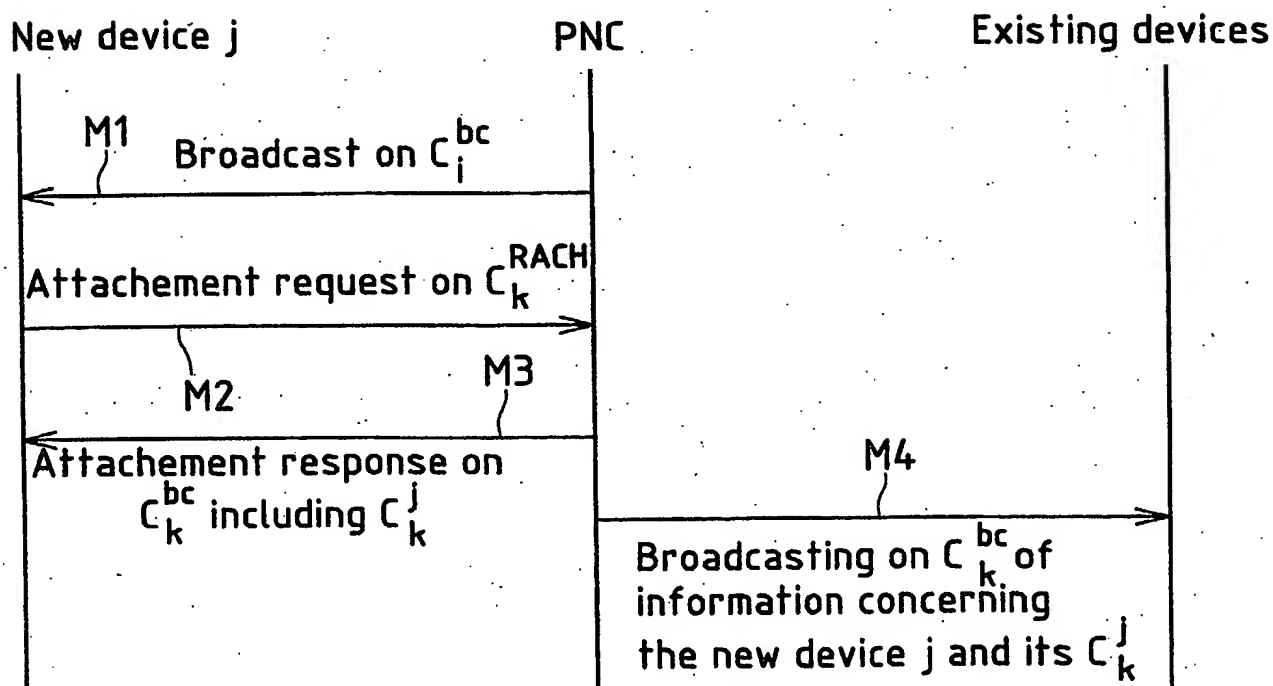 New device j
PNC
Existing devices
M1
Broadcast on C_i^bc
Attachement request on C_k^RACH
M2
M3
Attachement response on
C_k^bc including C_k^j
M4
Broadcasting on C_k^bc of
information concerning
the new device j and its C_k^j